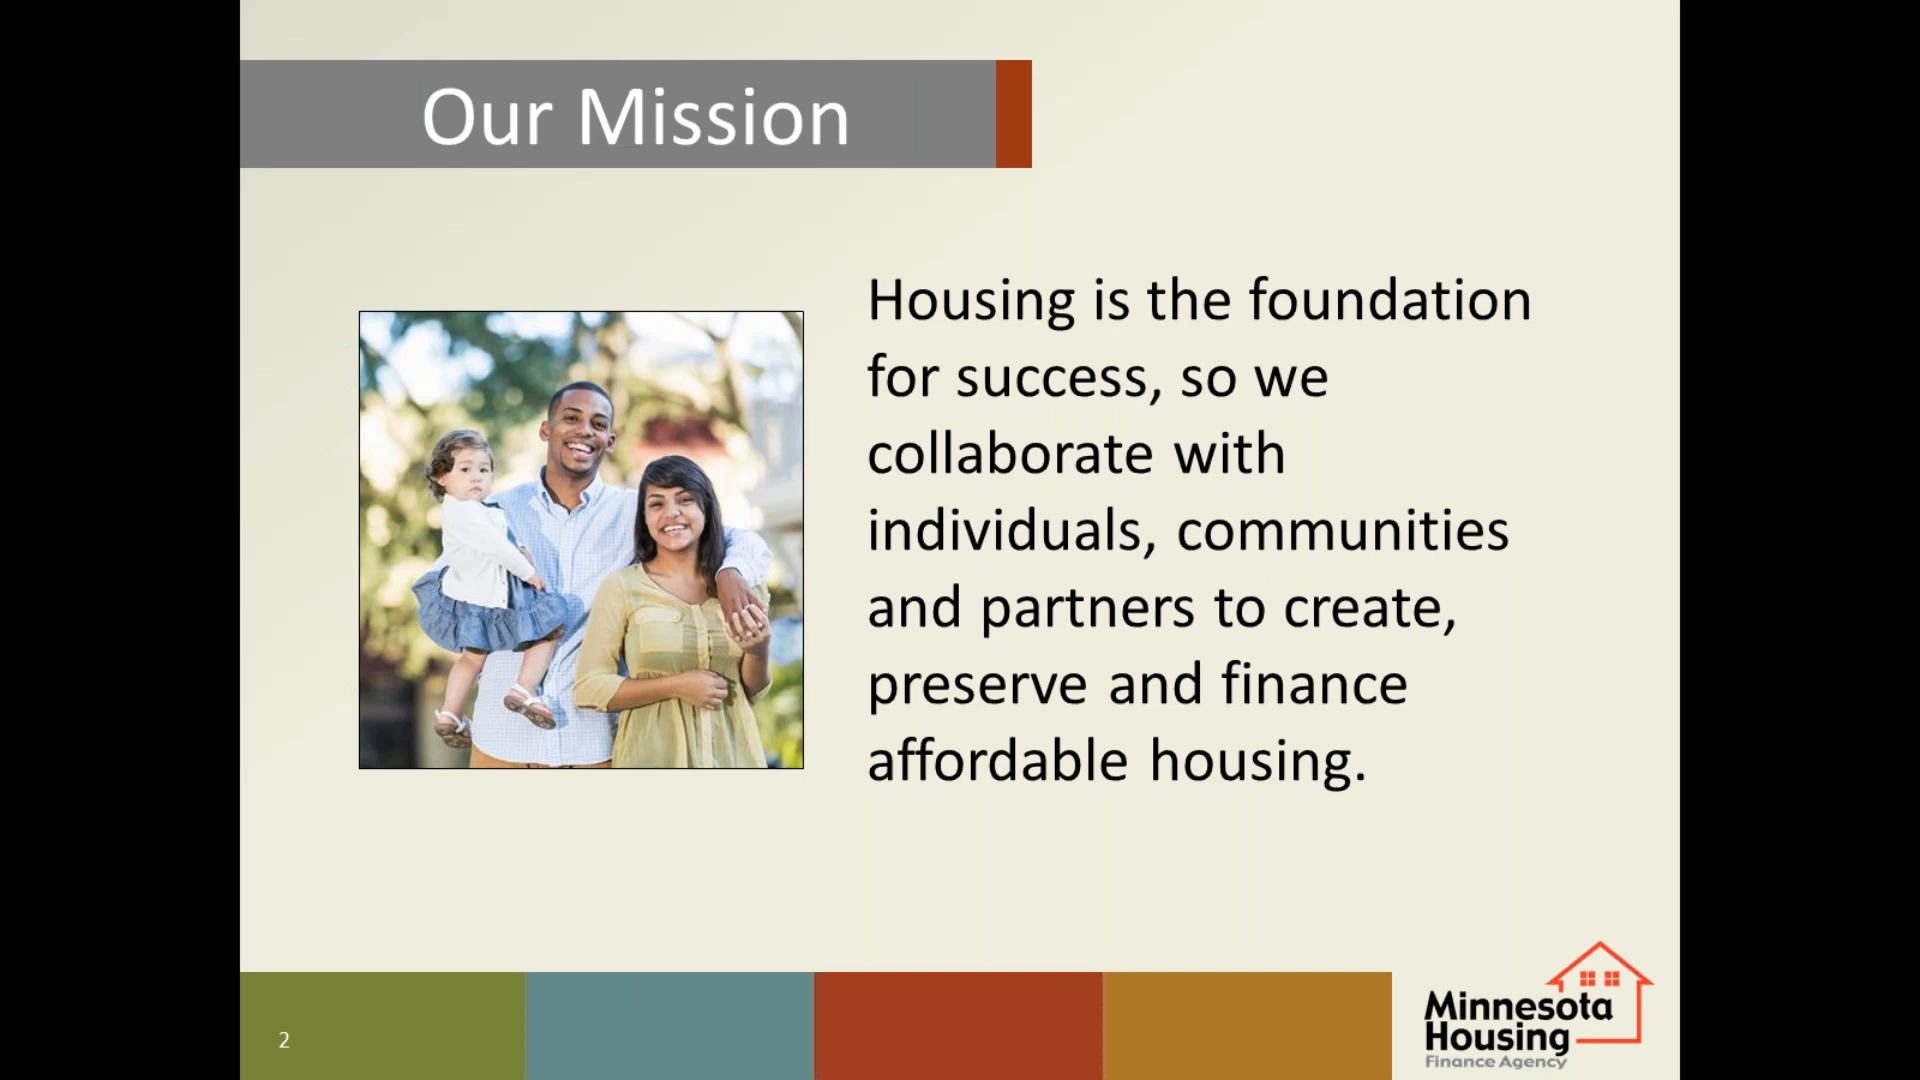 Our Mission
Housing is the foundation
for success, so we
collaborate with
individuals, communities
and partners to create,
preserve and finance
affordable housing.
2
Minnesota
Housing
Finance Agency